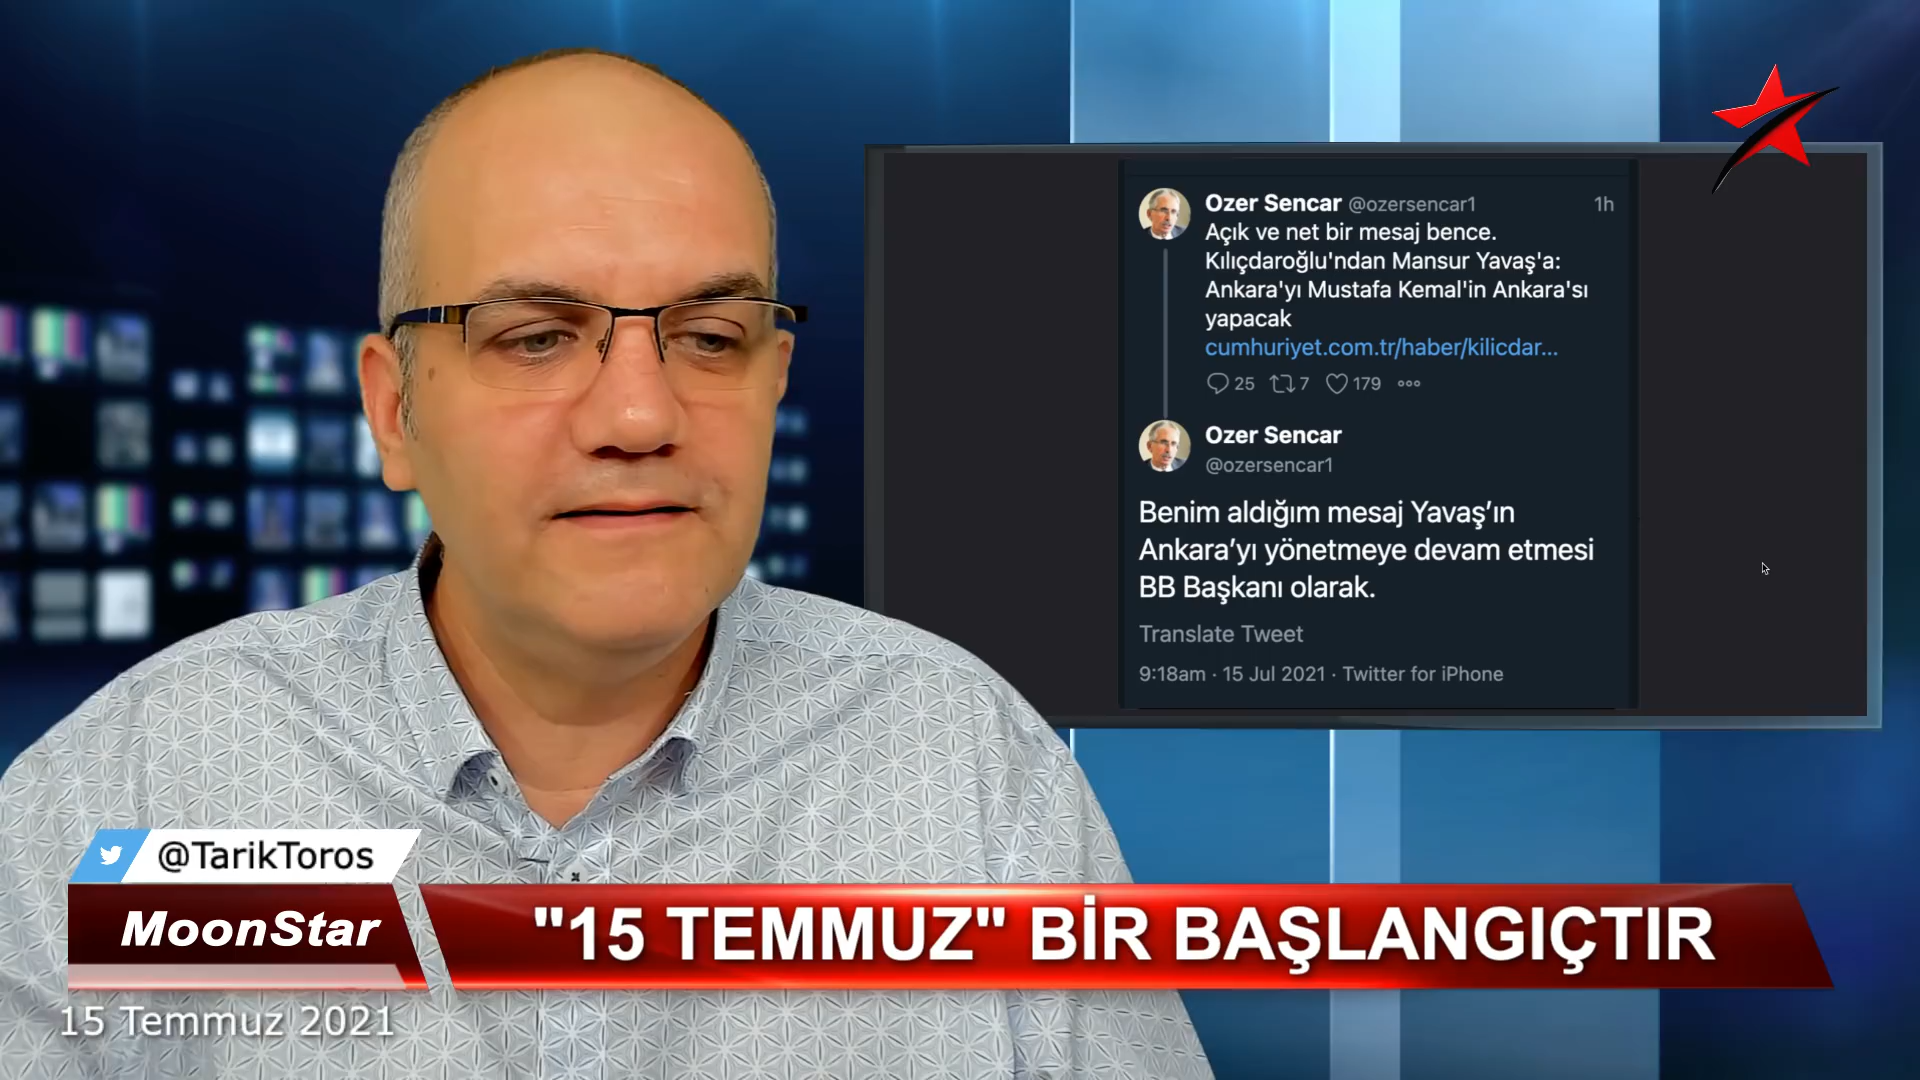 Ozer Sencar @ozersencar1 1h
Açık ve net bir mesaj bence.
Kılıçdaroğlu'ndan Mansur Yavaş'a:
Ankara'yı Mustafa Kemal'in Ankara'sı
yapacak
cumhuriyet.com.tr/haber/kilicdar...
25 7 179
Ozer Sencar
@ozersencar1
Benim aldığım mesaj Yavaş’ın
Ankara’yı yönetmeye devam etmesi
BB Başkanı olarak.
Translate Tweet
9:18am · 15 Jul 2021 · Twitter for iPhone
@TarikToros
MoonStar
"15 TEMMUZ" BİR BAŞLANGIÇTIR
15 Temmuz 2021